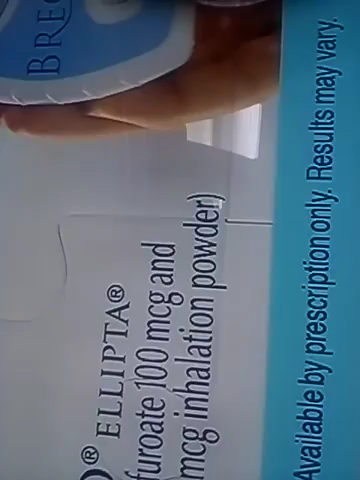 BREO
® ELLIPTA®
furoate 100 mcg and
mcg inhalation powder)
Available by prescription only. Results may vary.